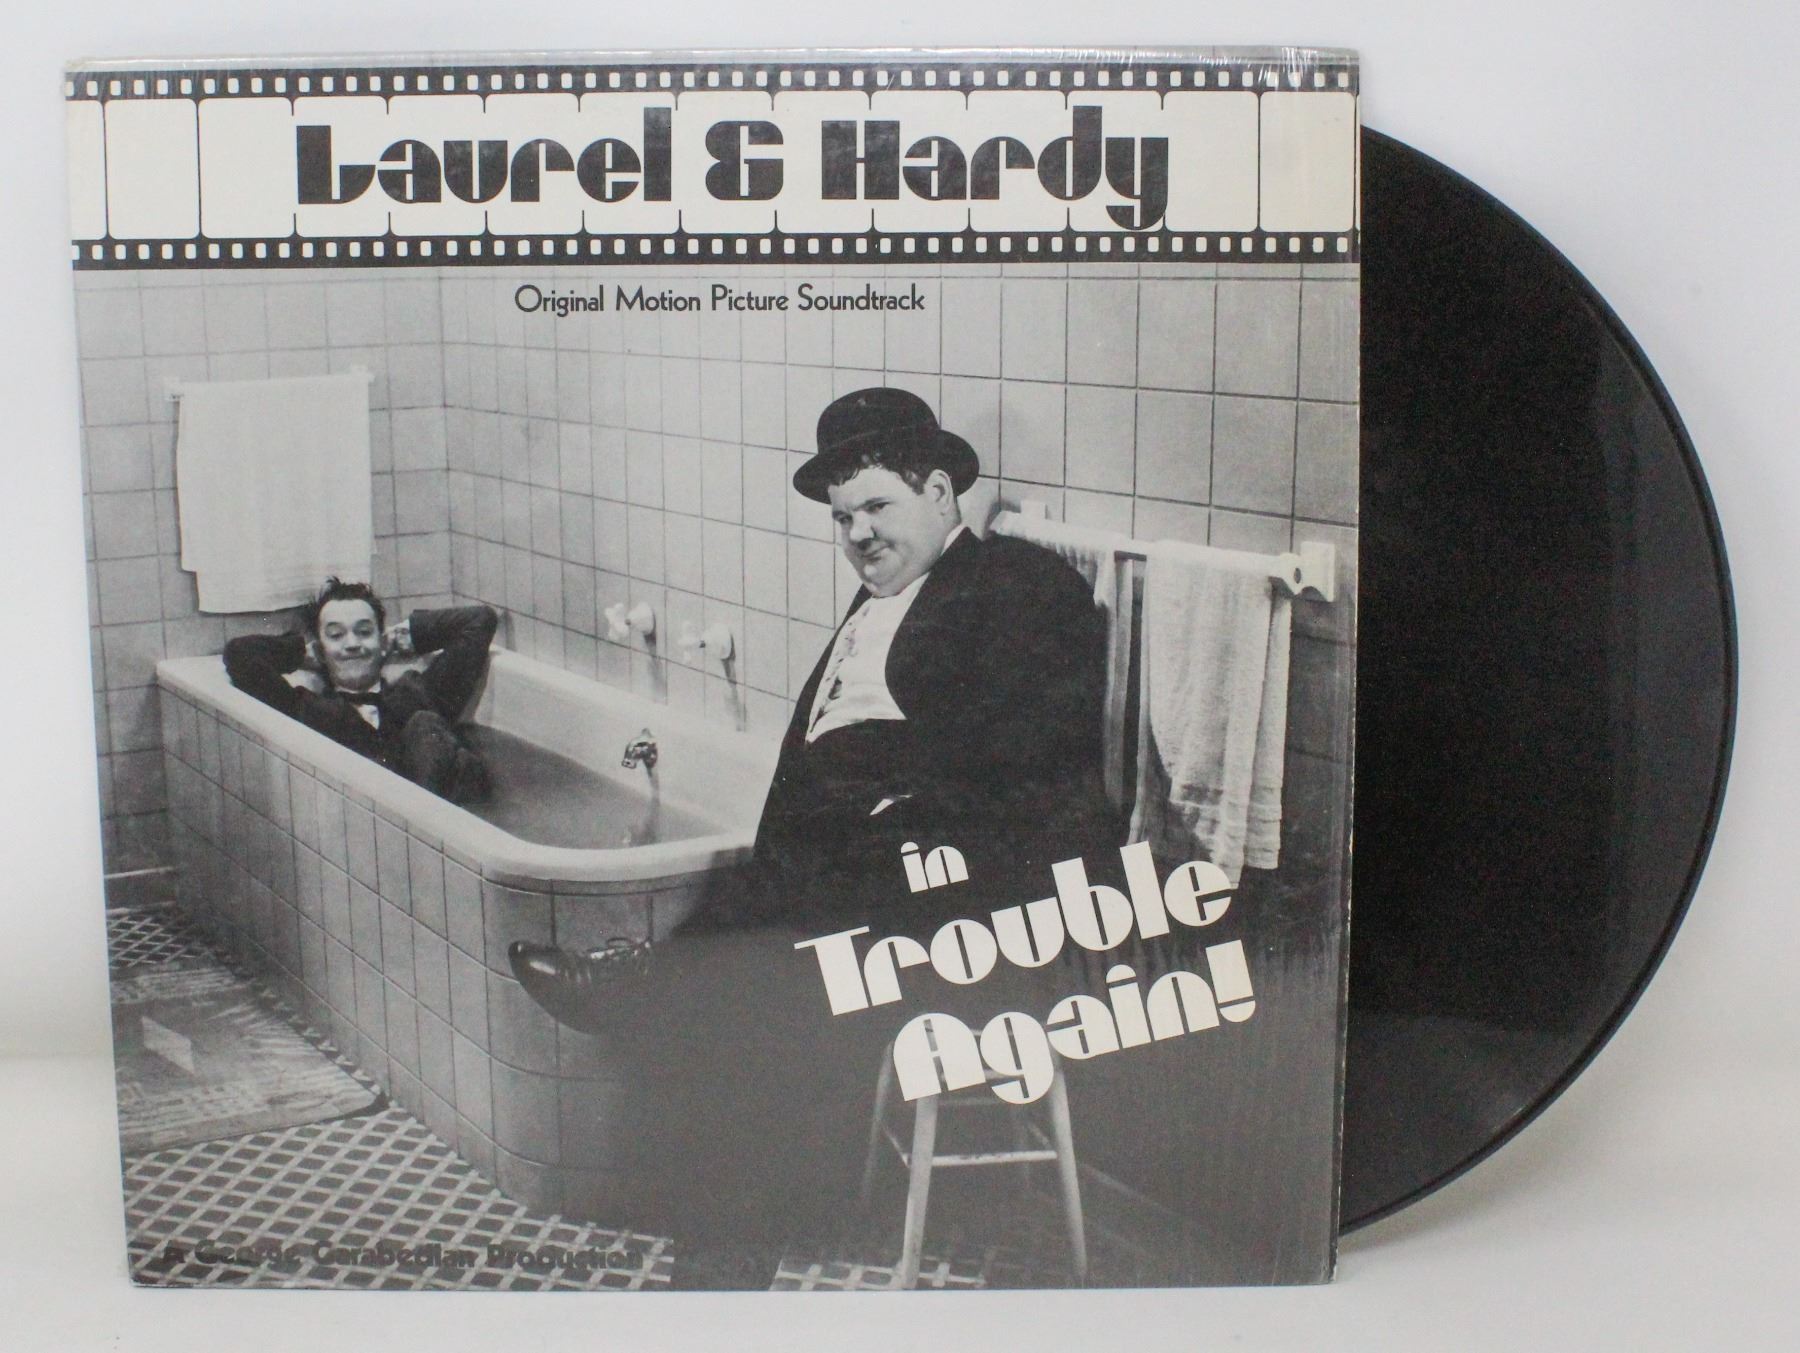 Laurel & Hardy
Original Motion Picture Soundtrack
in
Trouble
Again!
A George Garabedian Production